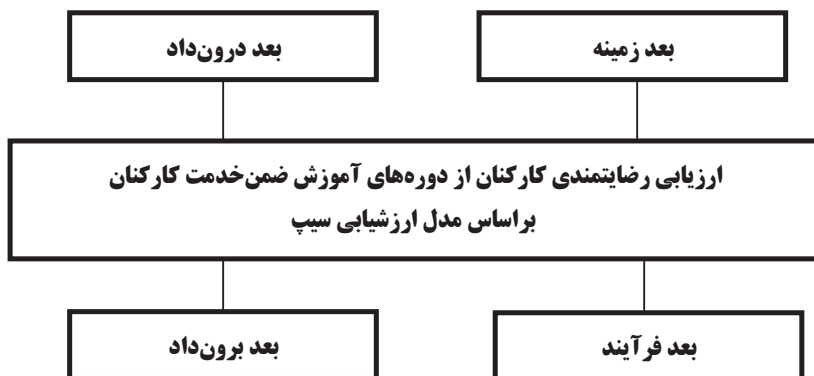 بعد زمینه
بعد درون‌داد
ارزیابی رضایتمندی کارکنان از دوره‌های آموزش ضمن‌خدمت کارکنان
براساس مدل ارزشیابی سیپ
بعد فرآیند
بعد برون‌داد